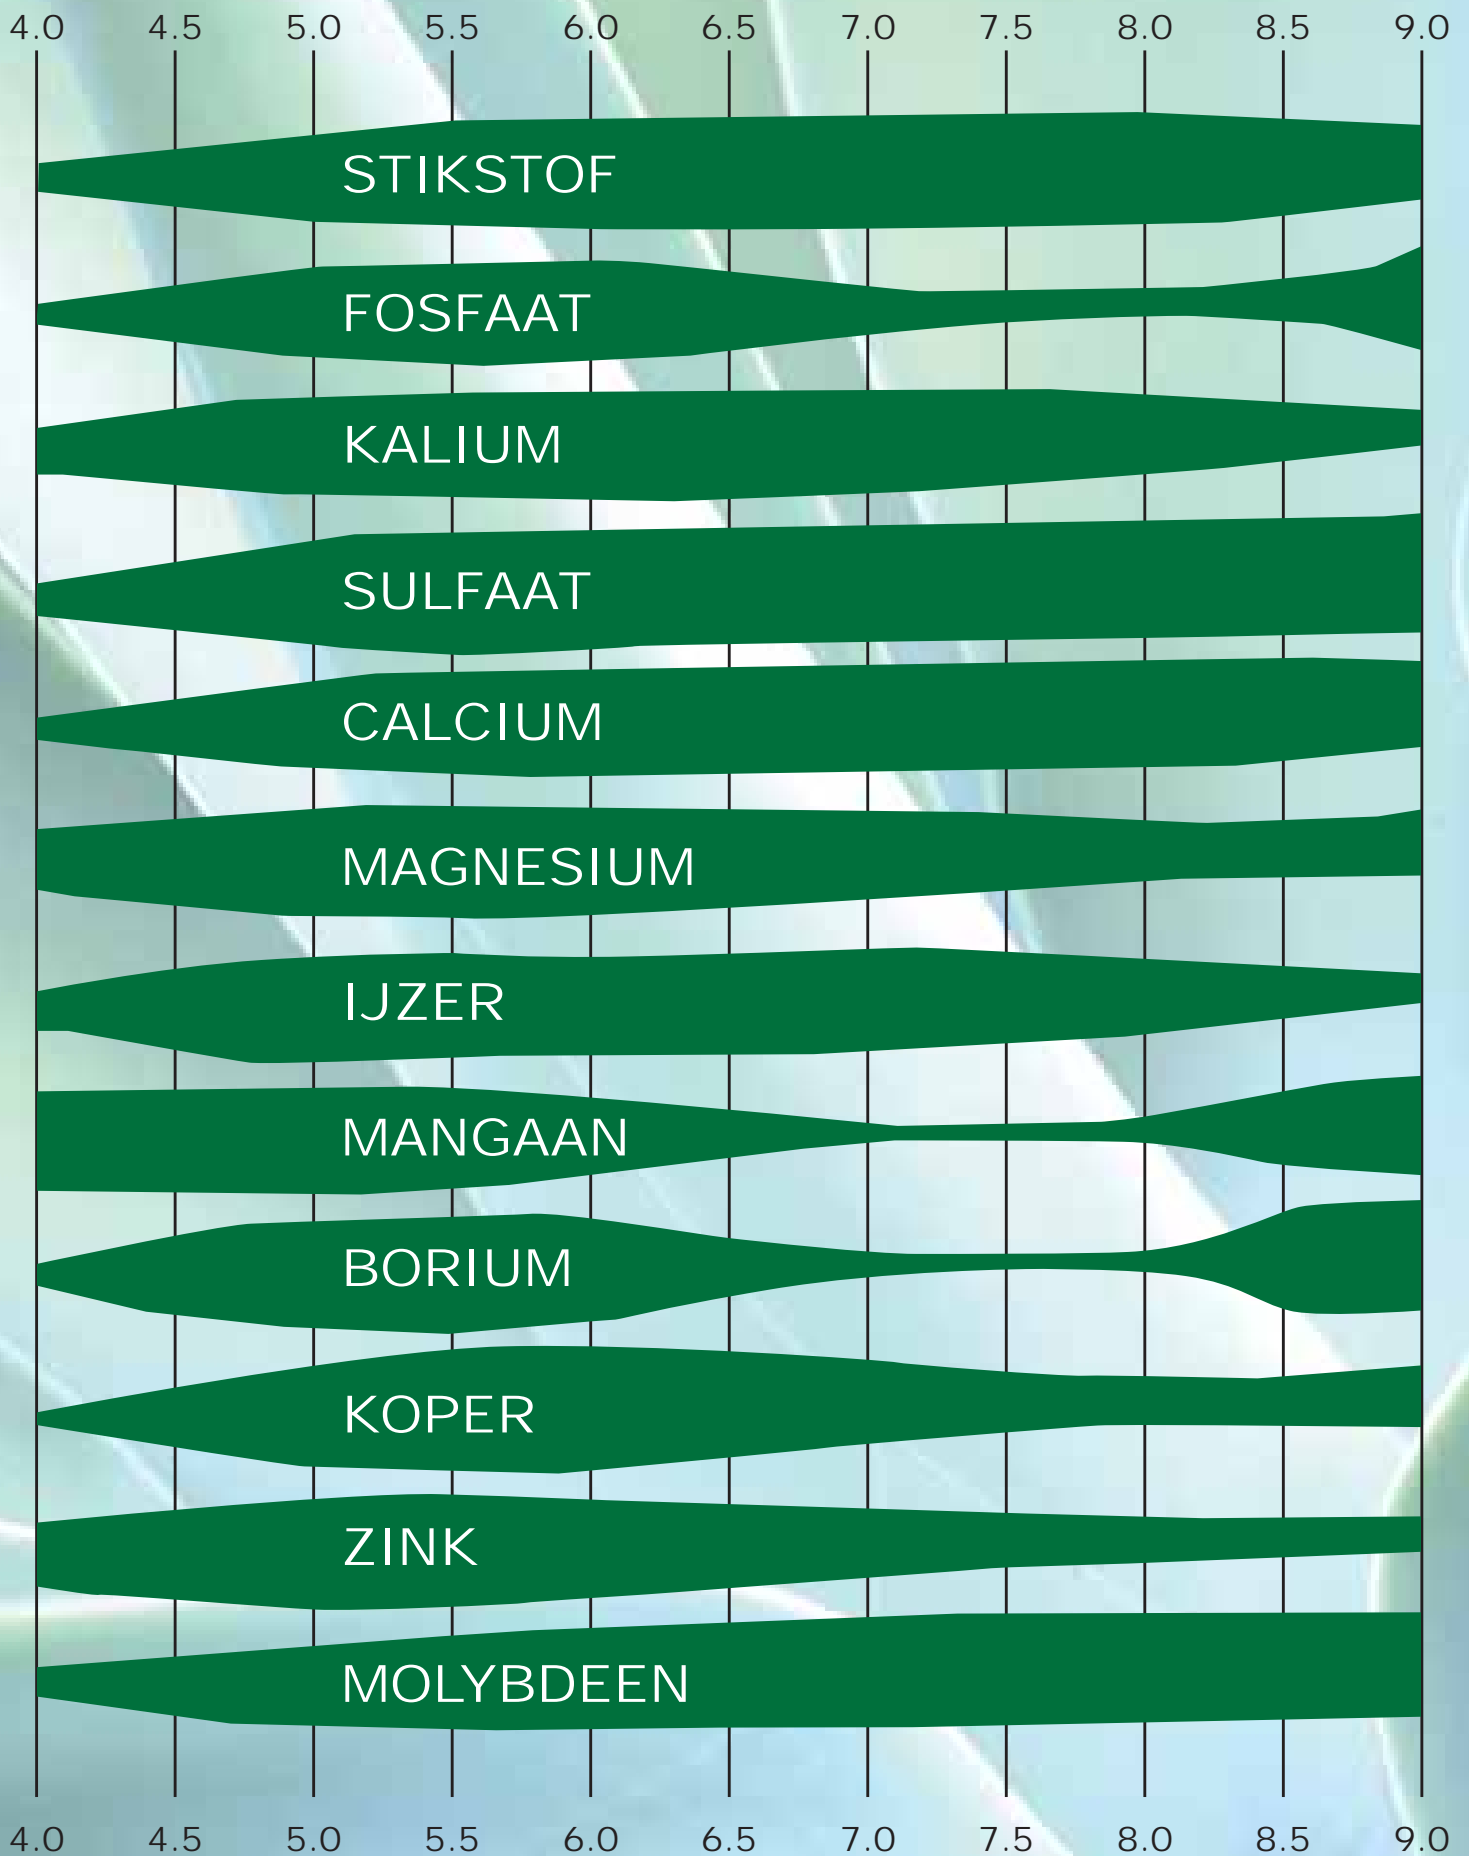 4.0 4.5 5.0 5.5 6.0 6.5 7.0 7.5 8.0 8.5 9.0
STIKSTOF
FOSFAAT
KALIUM
SULFAAT
CALCIUM
MAGNESIUM
IJZER
MANGAAN
BORIUM
KOPER
ZINK
MOLYBDEEN
4.0 4.5 5.0 5.5 6.0 6.5 7.0 7.5 8.0 8.5 9.0